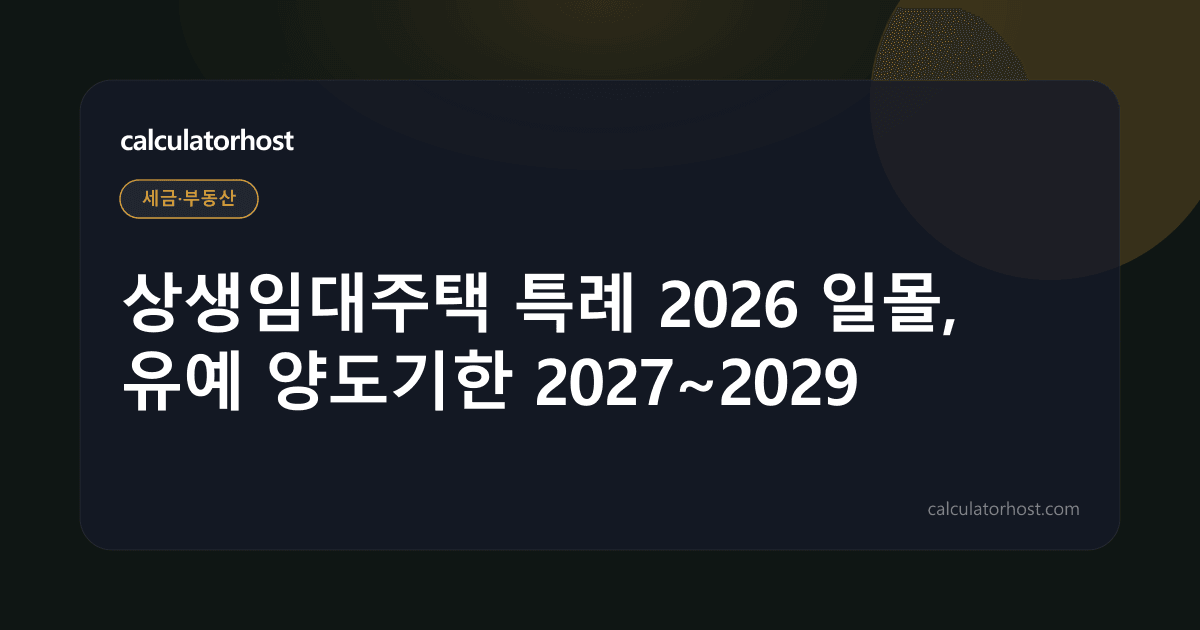 calculatorhost
세금·부동산
상생임대주택 특례 2026 일몰,
유예 양도기한 2027~2029
calculatorhost.com